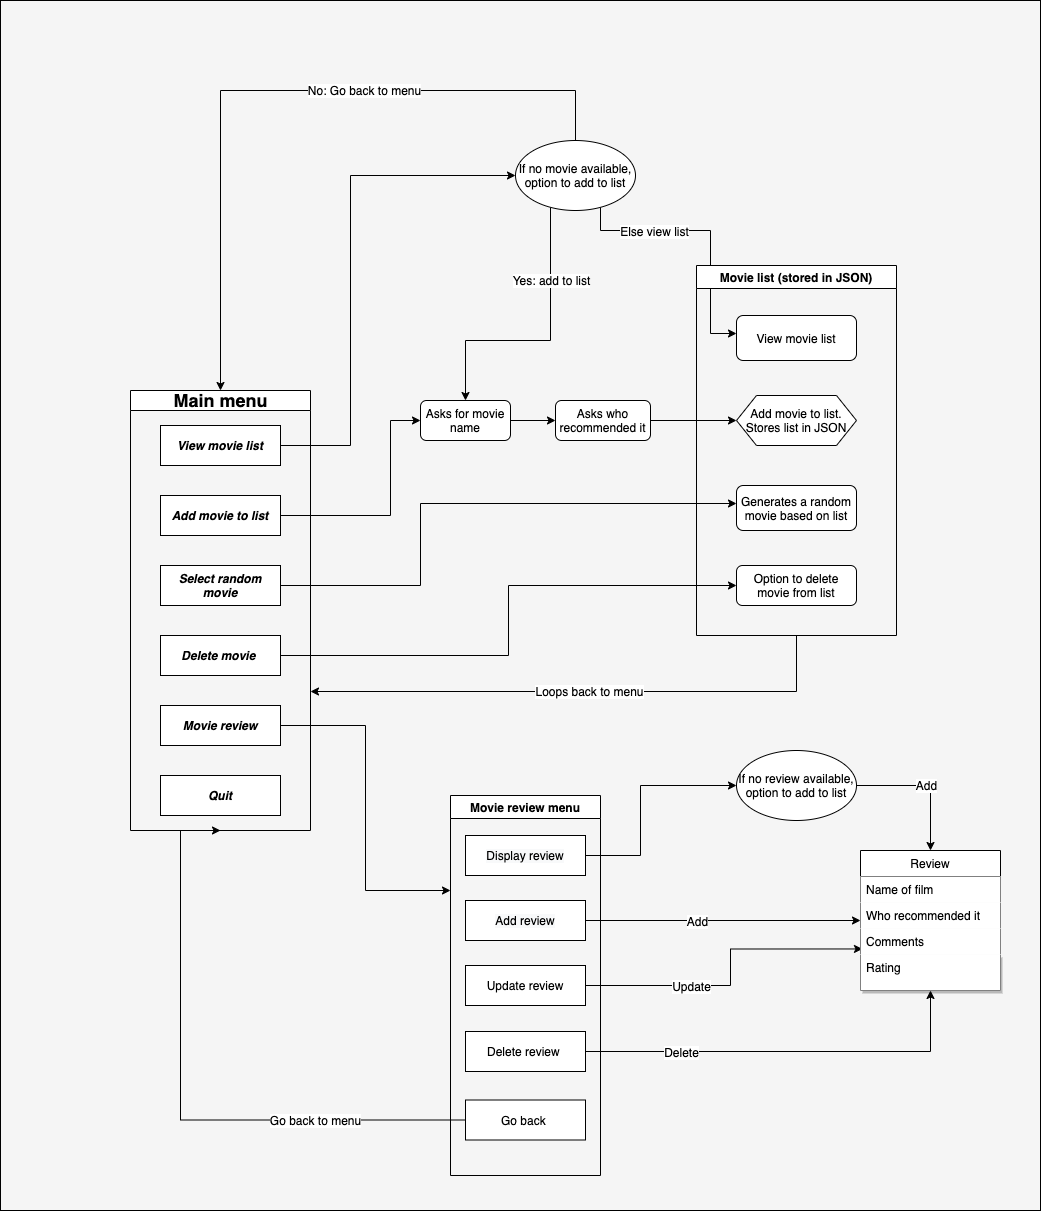 No: Go back to menu
If no movie available,
option to add to list
Else view list
Yes: add to list
Movie list (stored in JSON)
View movie list
Main menu
View movie list
Asks for movie
name
Asks who
recommended it
Add movie to list.
Stores list in JSON
Add movie to list
Generates a random
movie based on list
Select random
movie
Option to delete
movie from list
Delete movie
Loops back to menu
Movie review
Quit
If no review available,
option to add to list
Add
Movie review menu
Display review
Review
Name of film
Who recommended it
Comments
Rating
Add review
Add
Update review
Update
Delete review
Delete
Go back
Go back to menu